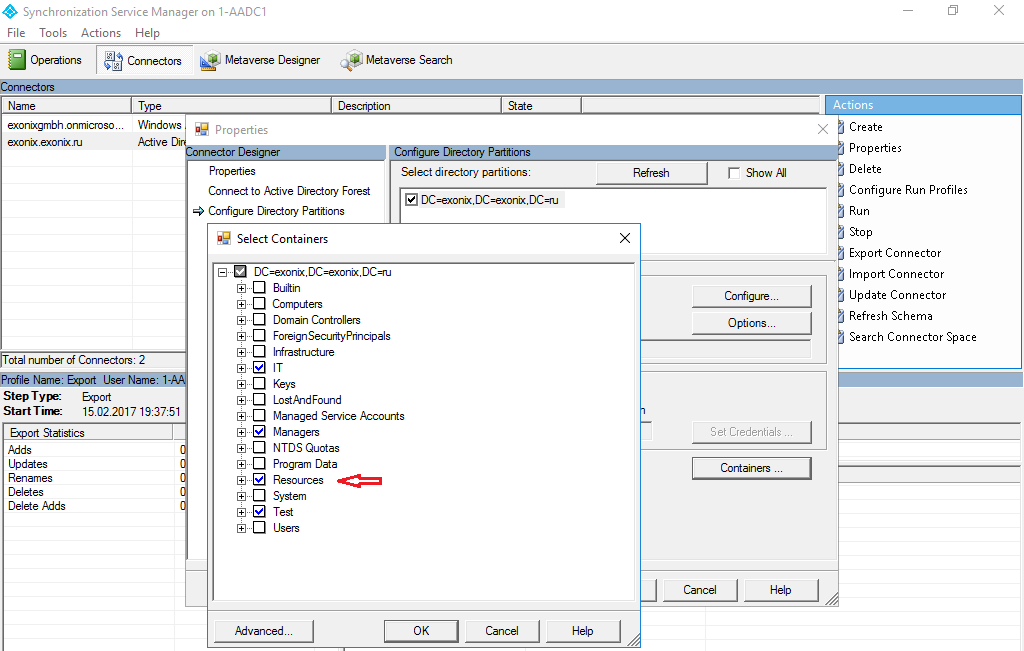 Synchronization Service Manager on 1-AADC1
File Tools Actions Help
Operations Connectors Metaverse Designer Metaverse Search
Connectors
Name Type Description State
exonixgmbh.onmicroso... Windows
exonix.exonix.ru Active Dire
Total number of Connectors: 2
Profile Name: Export User Name: 1-AA
Step Type: Export
Start Time: 15.02.2017 19:37:51
Export Statistics
Adds 0
Updates 0
Renames 0
Deletes 0
Delete Adds 0
Actions
Create
Properties
Delete
Configure Run Profiles
Run
Stop
Export Connector
Import Connector
Update Connector
Refresh Schema
Search Connector Space
Properties
Connector Designer
Properties
Connect to Active Directory Forest
Configure Directory Partitions
Configure Directory Partitions
Select directory partitions: Refresh Show All
DC=exonix,DC=exonix,DC=ru
Configure...
Options...
Set Credentials ...
Containers ...
Cancel Help
Select Containers
DC=exonix,DC=exonix,DC=ru
Builtin
Computers
Domain Controllers
ForeignSecurityPrincipals
Infrastructure
IT
Keys
LostAndFound
Managed Service Accounts
Managers
NTDS Quotas
Program Data
Resources
System
Test
Users
Advanced... OK Cancel Help